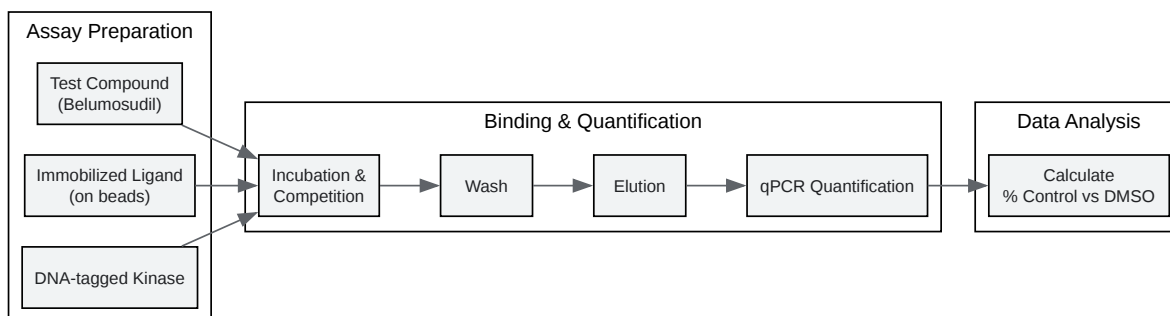 Assay Preparation
Test Compound
(Belumosudil)
Immobilized Ligand
(on beads)
DNA-tagged Kinase
Binding & Quantification
Incubation &
Competition
Wash
Elution
qPCR Quantification
Data Analysis
Calculate
% Control vs DMSO